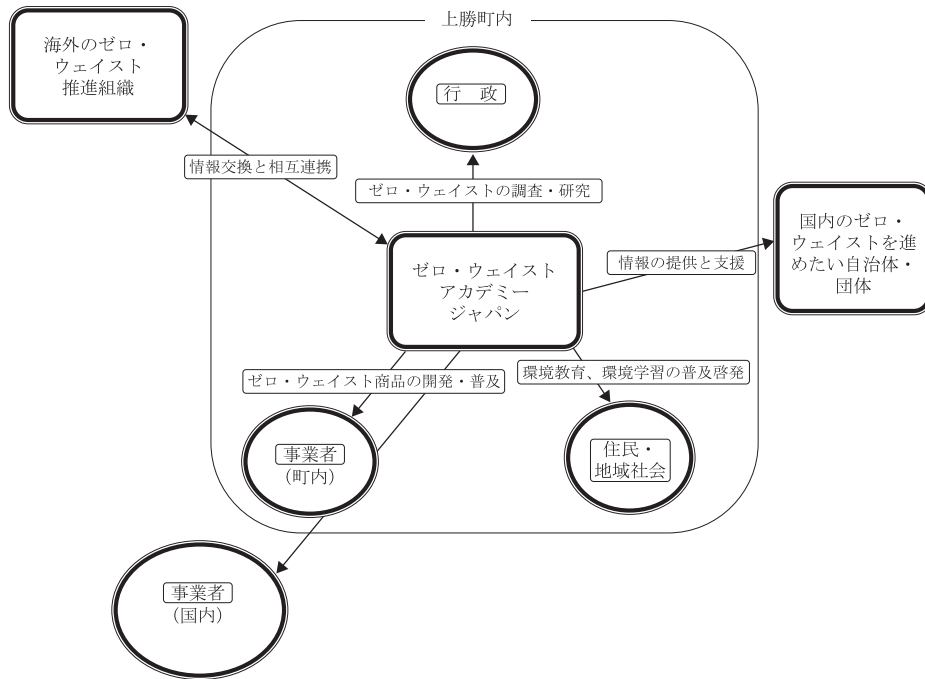 上勝町内
海外のゼロ・
ウェイスト
推進組織
行 政
情報交換と相互連携
ゼロ・ウェイストの調査・研究
国内のゼロ・
ウェイストを進
めたい自治体・
団体
情報の提供と支援
ゼロ・ウェイスト
アカデミー
ジャパン
ゼロ・ウェイスト商品の開発・普及
環境教育、環境学習の普及啓発
事業者
(町内)
住民・
地域社会
事業者
(国内)